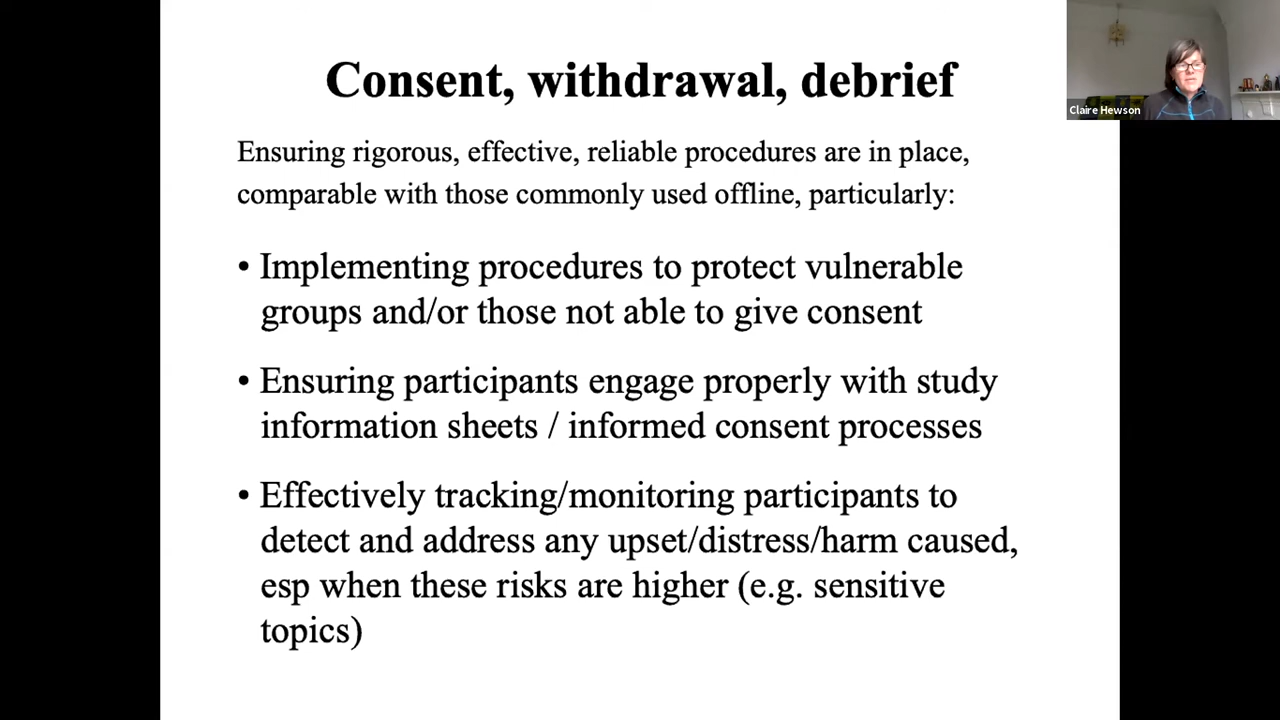 Consent, withdrawal, debrief
Claire Hewson
Ensuring rigorous, effective, reliable procedures are in place,
comparable with those commonly used offline, particularly:
• Implementing procedures to protect vulnerable
groups and/or those not able to give consent
• Ensuring participants engage properly with study
information sheets / informed consent processes
• Effectively tracking/monitoring participants to
detect and address any upset/distress/harm caused,
esp when these risks are higher (e.g. sensitive
topics)